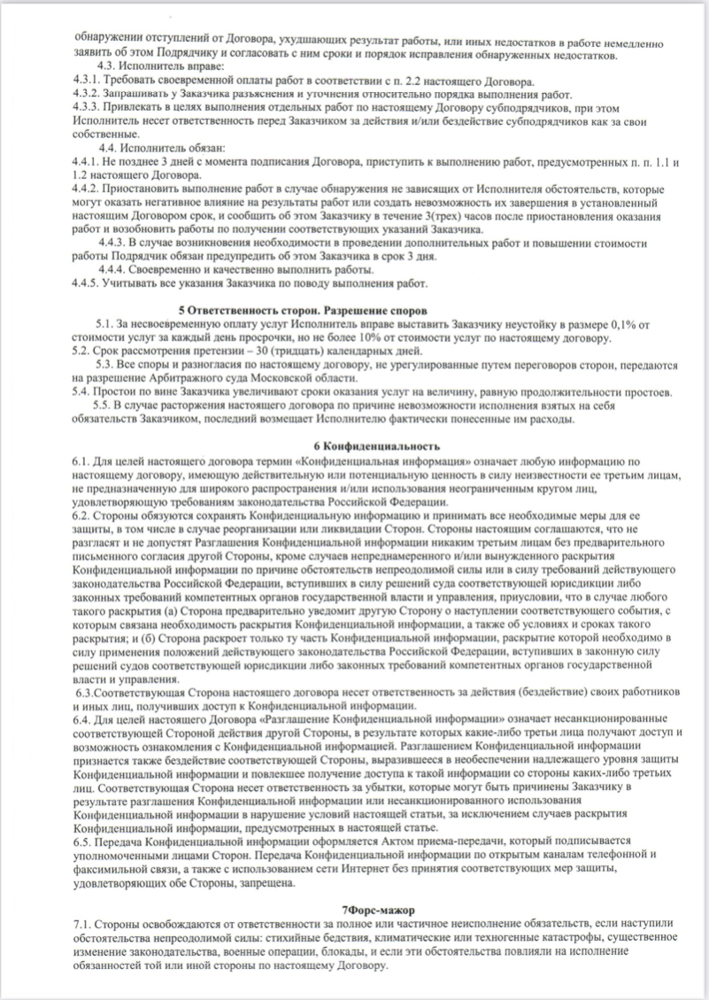 обнаружении отступлений от Договора, ухудшающих результат работы, или иных недостатков в работе немедленно
заявить об этом Подрядчику и согласовать с ним сроки и порядок исправления обнаруженных недостатков.
4.3. Исполнитель вправе:
4.3.1. Требовать своевременной оплаты работ в соответствии с п. 2.2 настоящего Договора.
4.3.2. Запрашивать у Заказчика разъяснения и уточнения относительно порядка выполнения работ.
4.3.3. Привлекать в целях выполнения отдельных работ по настоящему Договору субподрядчиков, при этом
Исполнитель несет ответственность перед Заказчиком за действия и/или бездействие субподрядчиков как за свои
собственные.
4.4. Исполнитель обязан:
4.4.1. Не позднее 3 дней с момента подписания Договора, приступить к выполнению работ, предусмотренных п. п. 1.1 и
1.2 настоящего Договора.
4.4.2. Приостановить выполнение работ в случае обнаружения не зависящих от Исполнителя обстоятельств, которые
могут оказать негативное влияние на результаты работ или создать невозможность их завершения в установленный
настоящим Договором срок, и сообщить об этом Заказчику в течение 3(трех) часов после приостановления оказания
работ и возобновить работы по получении соответствующих указаний Заказчика.
4.4.3. В случае возникновения необходимости в проведении дополнительных работ и повышении стоимости
работы Подрядчик обязан предупредить об этом Заказчика в срок 3 дня.
4.4.4. Своевременно и качественно выполнить работы.
4.4.5. Учитывать все указания Заказчика по поводу выполнения работ.
5 Ответственность сторон. Разрешение споров
5.1. За несвоевременную оплату услуг Исполнитель вправе выставить Заказчику неустойку в размере 0,1% от
стоимости услуг за каждый день просрочки, но не более 10% от стоимости услуг по настоящему договору.
5.2. Срок рассмотрения претензии – 30 (тридцать) календарных дней.
5.3. Все споры и разногласия по настоящему договору, не урегулированные путем переговоров сторон, передаются
на разрешение Арбитражного суда Московской области.
5.4. Простои по вине Заказчика увеличивают сроки оказания услуг на величину, равную продолжительности простоев.
5.5. В случае расторжения настоящего договора по причине невозможности исполнения взятых на себя
обязательств Заказчиком, последний возмещает Исполнителю фактически понесенные им расходы.
6 Конфиденциальность
6.1. Для целей настоящего договора термин «Конфиденциальная информация» означает любую информацию по
настоящему договору, имеющую действительную или потенциальную ценность в силу неизвестности ее третьим лицам,
не предназначенную для широкого распространения и/или использования неограниченным кругом лиц,
удовлетворяющую требованиям законодательства Российской Федерации.
6.2. Стороны обязуются сохранять Конфиденциальную информацию и принимать все необходимые меры для ее
защиты, в том числе в случае реорганизации или ликвидации Сторон. Стороны настоящим соглашаются, что не
разгласят и не допустят Разглашения Конфиденциальной информации никаким третьим лицам без предварительного
письменного согласия другой Стороны, кроме случаев непреднамеренного и/или вынужденного раскрытия
Конфиденциальной информации по причине обстоятельств непреодолимой силы или в силу требований действующего
законодательства Российской Федерации, вступивших в силу решений суда соответствующей юрисдикции либо
законных требований компетентных органов государственной власти и управления, приусловии, что в случае любого
такого раскрытия (а) Сторона предварительно уведомит другую Сторону о наступлении соответствующего события, с
которым связана необходимость раскрытия Конфиденциальной информации, а также об условиях и сроках такого
раскрытия; и (б) Сторона раскроет только ту часть Конфиденциальной информации, раскрытие которой необходимо в
силу применения положений действующего законодательства Российской Федерации, вступивших в законную силу
решений судов соответствующей юрисдикции либо законных требований компетентных органов государственной
власти и управления.
6.3.Соответствующая Сторона настоящего договора несет ответственность за действия (бездействие) своих работников
и иных лиц, получивших доступ к Конфиденциальной информации.
6.4. Для целей настоящего Договора «Разглашение Конфиденциальной информации» означает несанкционированные
соответствующей Стороной действия другой Стороны, в результате которых какие-либо третьи лица получают доступ и
возможность ознакомления с Конфиденциальной информацией. Разглашением Конфиденциальной информации
признается также бездействие соответствующей Стороны, выразившееся в необеспечении надлежащего уровня защиты
Конфиденциальной информации и повлекшее получение доступа к такой информации со стороны каких-либо третьих
лиц. Соответствующая Сторона несет ответственность за убытки, которые могут быть причинены Заказчику в
результате разглашения Конфиденциальной информации или несанкционированного использования
Конфиденциальной информации в нарушение условий настоящей статьи, за исключением случаев раскрытия
Конфиденциальной информации, предусмотренных в настоящей статье.
6.5. Передача Конфиденциальной информации оформляется Актом приема-передачи, который подписывается
уполномоченными лицами Сторон. Передача Конфиденциальной информации по открытым каналам телефонной и
факсимильной связи, а также с использованием сети Интернет без принятия соответствующих мер защиты,
удовлетворяющих обе Стороны, запрещена.
7Форс-мажор
7.1. Стороны освобождаются от ответственности за полное или частичное неисполнение обязательств, если наступили
обстоятельства непреодолимой силы: стихийные бедствия, климатические или техногенные катастрофы, существенное
изменение законодательства, военные операции, блокады, и если эти обстоятельства повлияли на исполнение
обязанностей той или иной стороны по настоящему Договору.